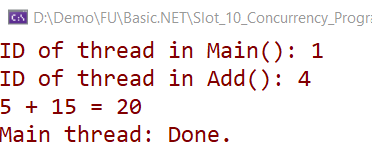 D:\Demo\FU\Basic.NET\Slot_10_Concurrency_Progra
ID of thread in Main(): 1
ID of thread in Add(): 4
5 + 15 = 20
Main thread: Done.